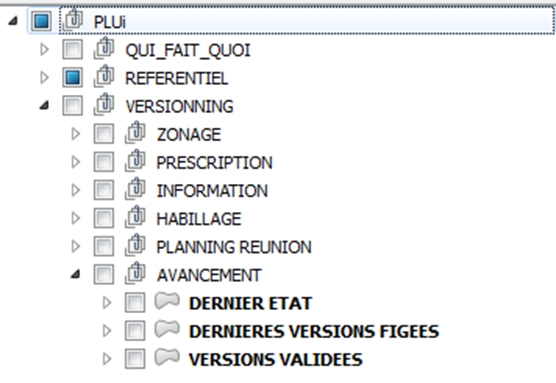 PLUi
QUI_FAIT_QUOI
REFERENTIEL
VERSIONNING
ZONAGE
PRESCRIPTION
INFORMATION
HABILLAGE
PLANNING REUNION
AVANCEMENT
DERNIER ETAT
DERNIERES VERSIONS FIGEES
VERSIONS VALIDEES